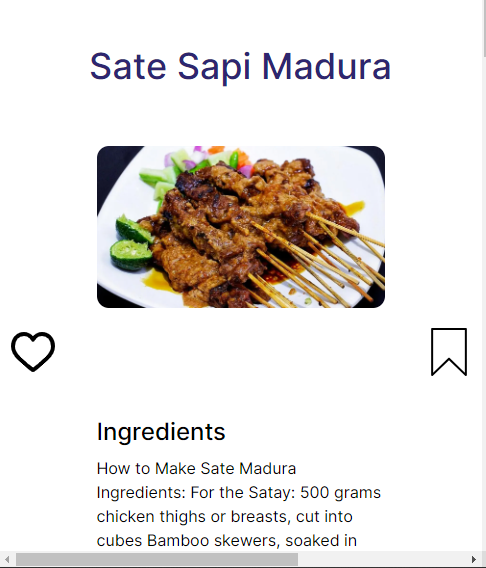 Sate Sapi Madura
Ingredients
How to Make Sate Madura
Ingredients: For the Satay: 500 grams
chicken thighs or breasts, cut into
cubes Bamboo skewers, soaked in